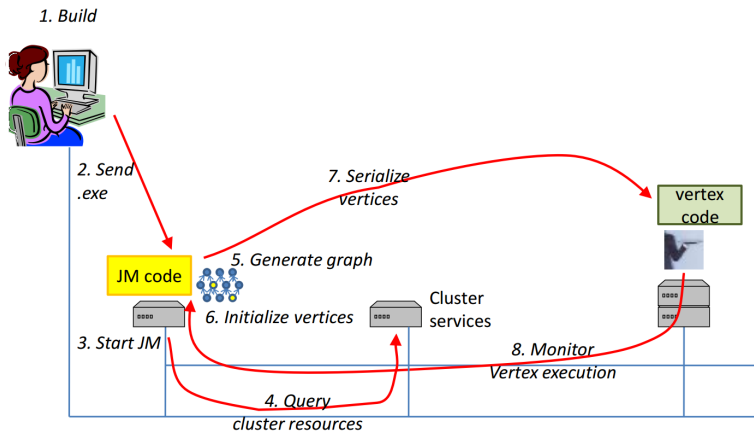 1. Build
2. Send
.exe
7. Serialize
vertices
vertex
code
JM code
5. Generate graph
6. Initialize vertices
Cluster
services
3. Start JM
8. Monitor
Vertex execution
4. Query
cluster resources